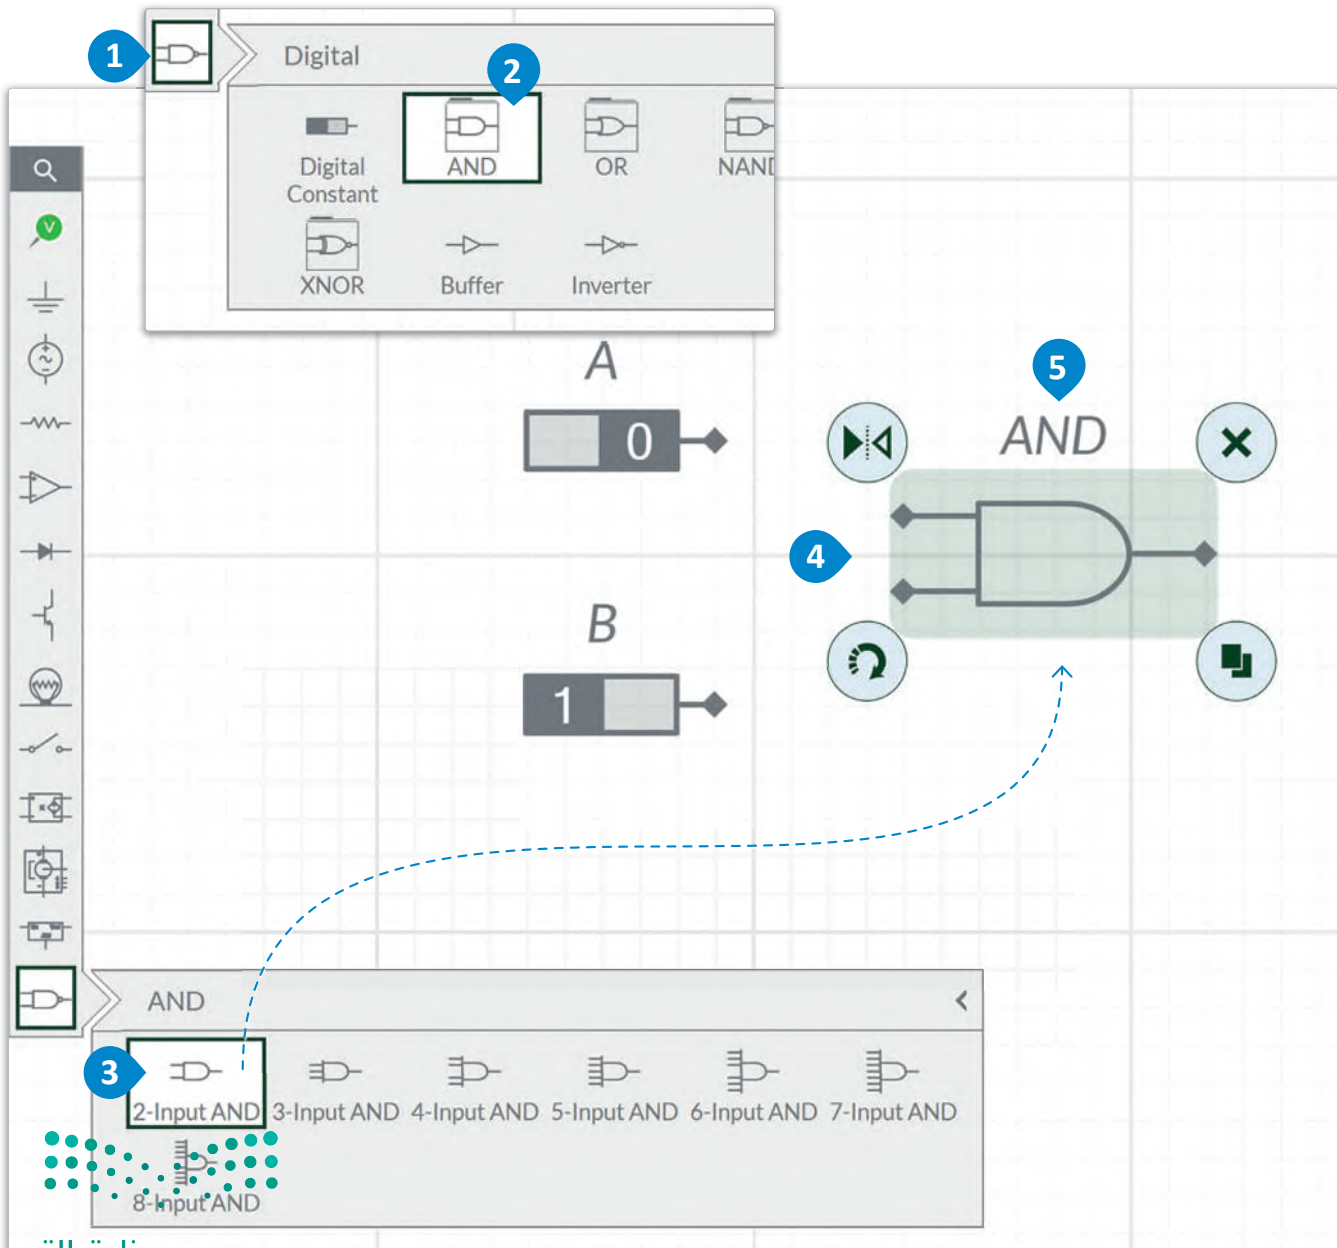 1
Digital
2
Digital
Constant
AND
OR
NAND
XNOR
Buffer
Inverter
V
A
0
5
AND
4
B
1
AND
3
2-Input AND
3-Input AND
4-Input AND
5-Input AND
6-Input AND
7-Input AND
8-Input AND